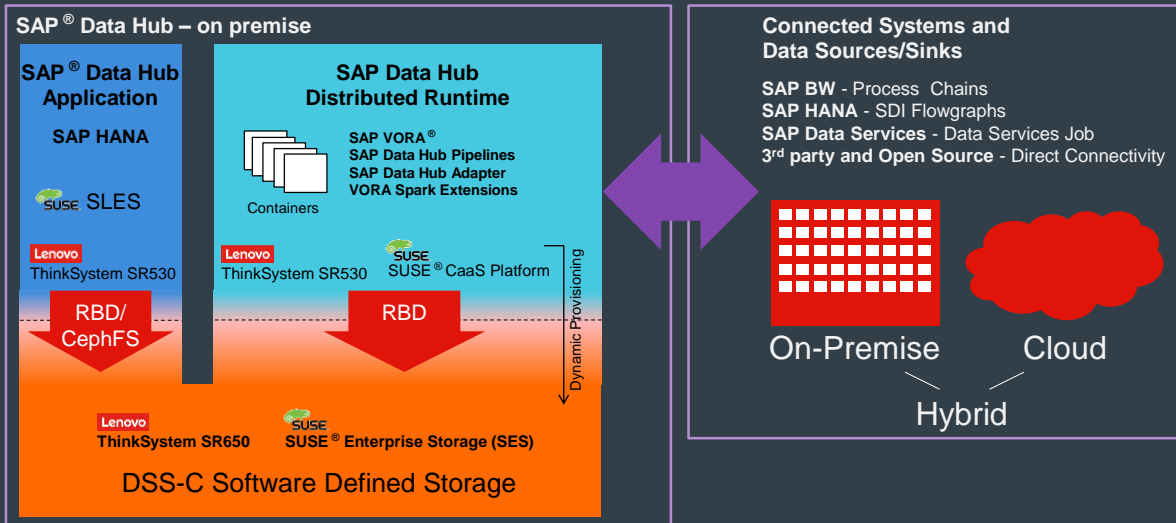 SAP ® Data Hub – on premise
SAP ® Data Hub
Application
SAP HANA
SUSE SLES
Lenovo
ThinkSystem SR530
RBD/
CephFS
SAP Data Hub
Distributed Runtime
Containers
SAP VORA ®
SAP Data Hub Pipelines
SAP Data Hub Adapter
VORA Spark Extensions
Lenovo
ThinkSystem SR530
SUSE
SUSE ® CaaS Platform
RBD
Dynamic Provisioning
Lenovo
ThinkSystem SR650
SUSE
SUSE ® Enterprise Storage (SES)
DSS-C Software Defined Storage
Connected Systems and
Data Sources/Sinks
SAP BW - Process Chains
SAP HANA - SDI Flowgraphs
SAP Data Services - Data Services Job
3rd party and Open Source - Direct Connectivity
On-Premise
Cloud
Hybrid